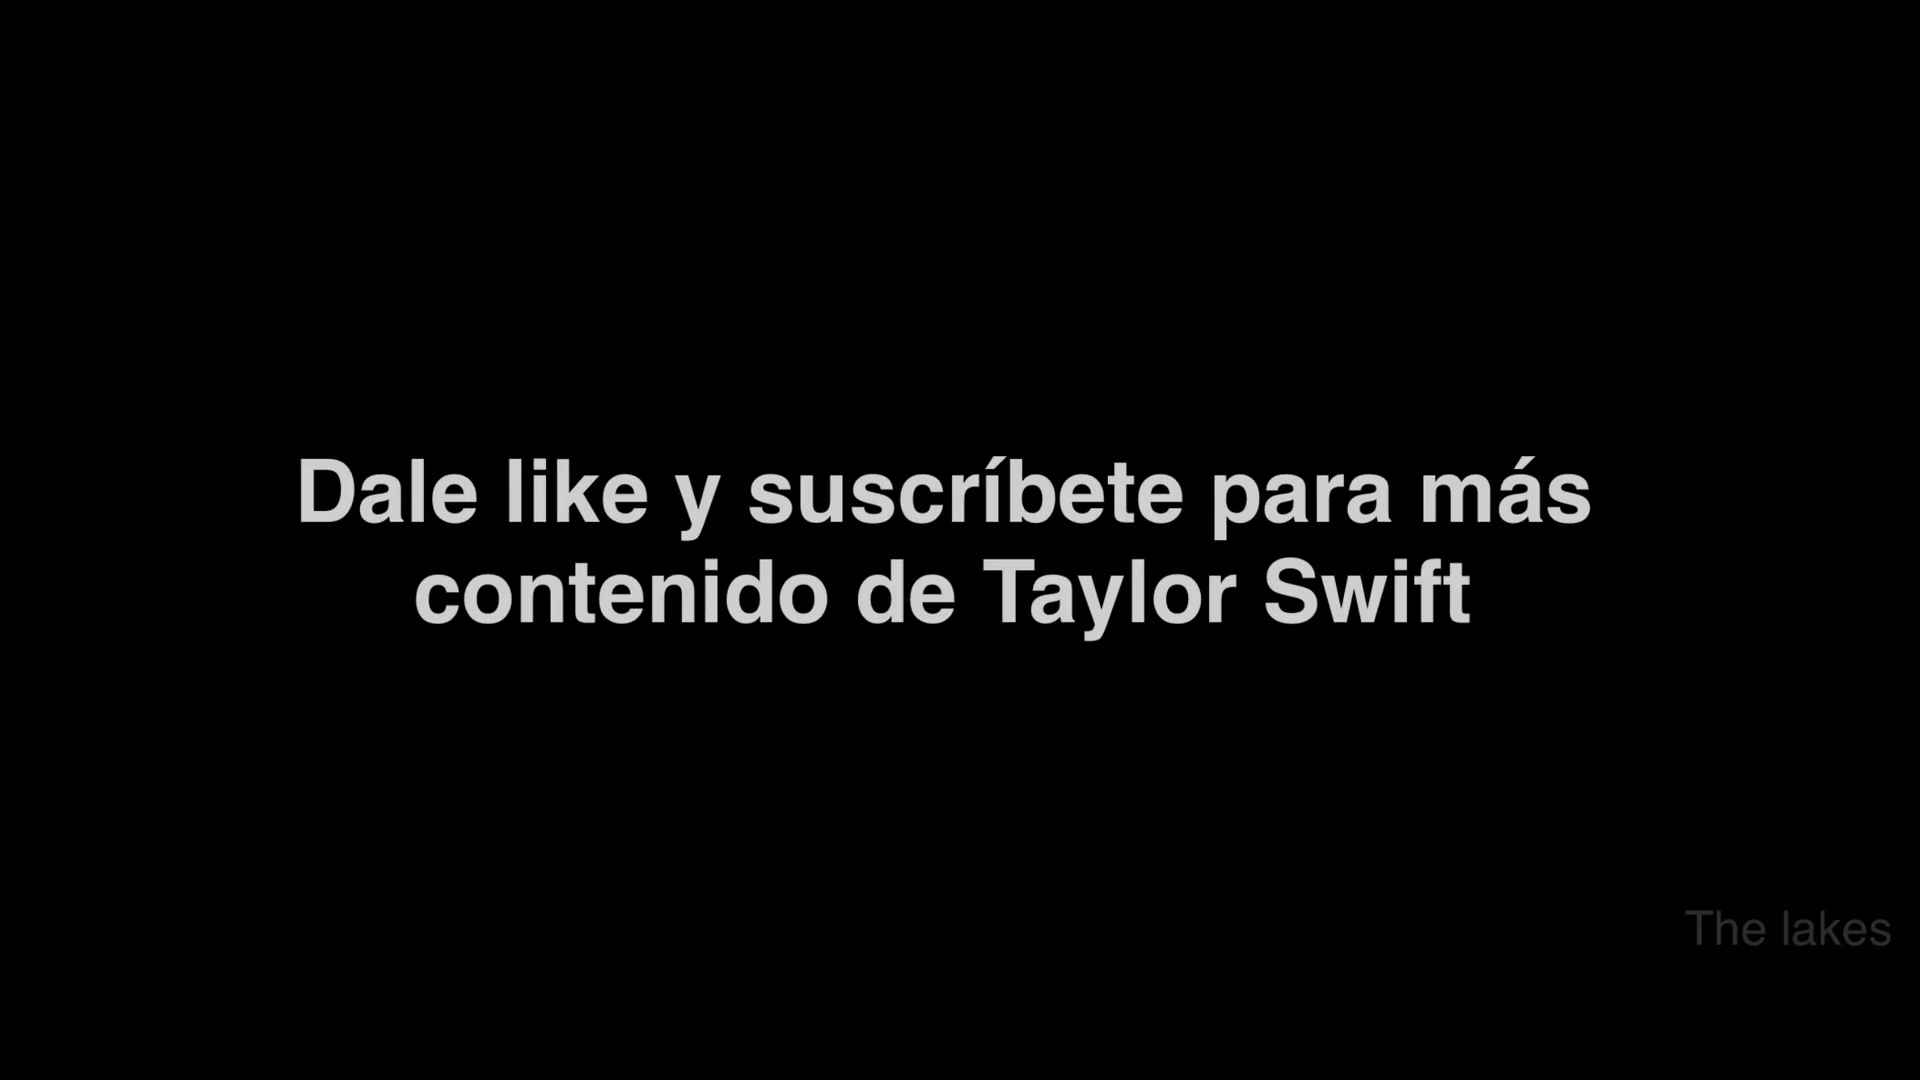 Dale like y suscríbete para más
contenido de Taylor Swift
The lakes